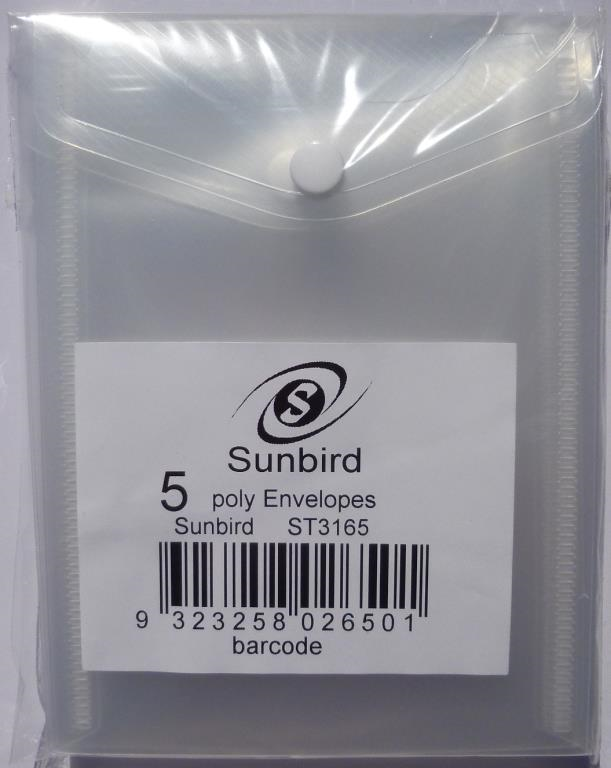 S
Sunbird
5 poly Envelopes
Sunbird ST3165
9 323258 026501
barcode